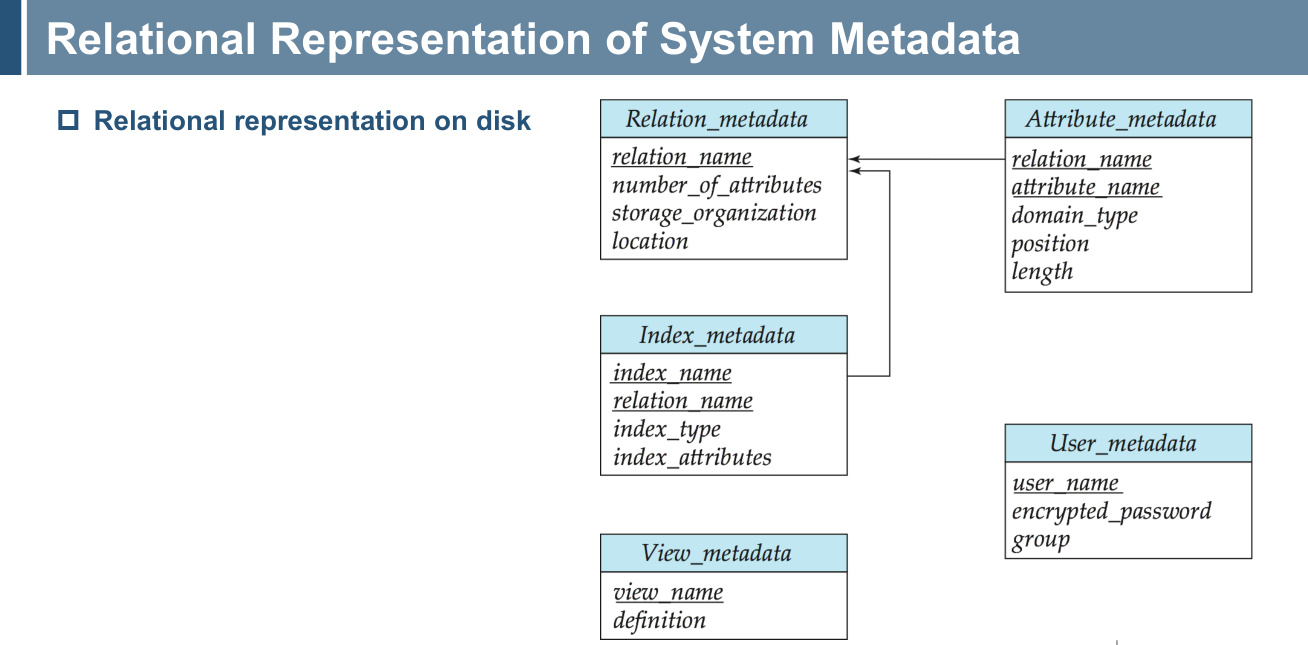 Relational Representation of System Metadata
Relational representation on disk
Relation_metadata
relation_name
number_of_attributes
storage_organization
location
Attribute_metadata
relation_name
attribute_name
domain_type
position
length
Index_metadata
index_name
relation_name
index_type
index_attributes
User_metadata
user_name
encrypted_password
group
View_metadata
view_name
definition